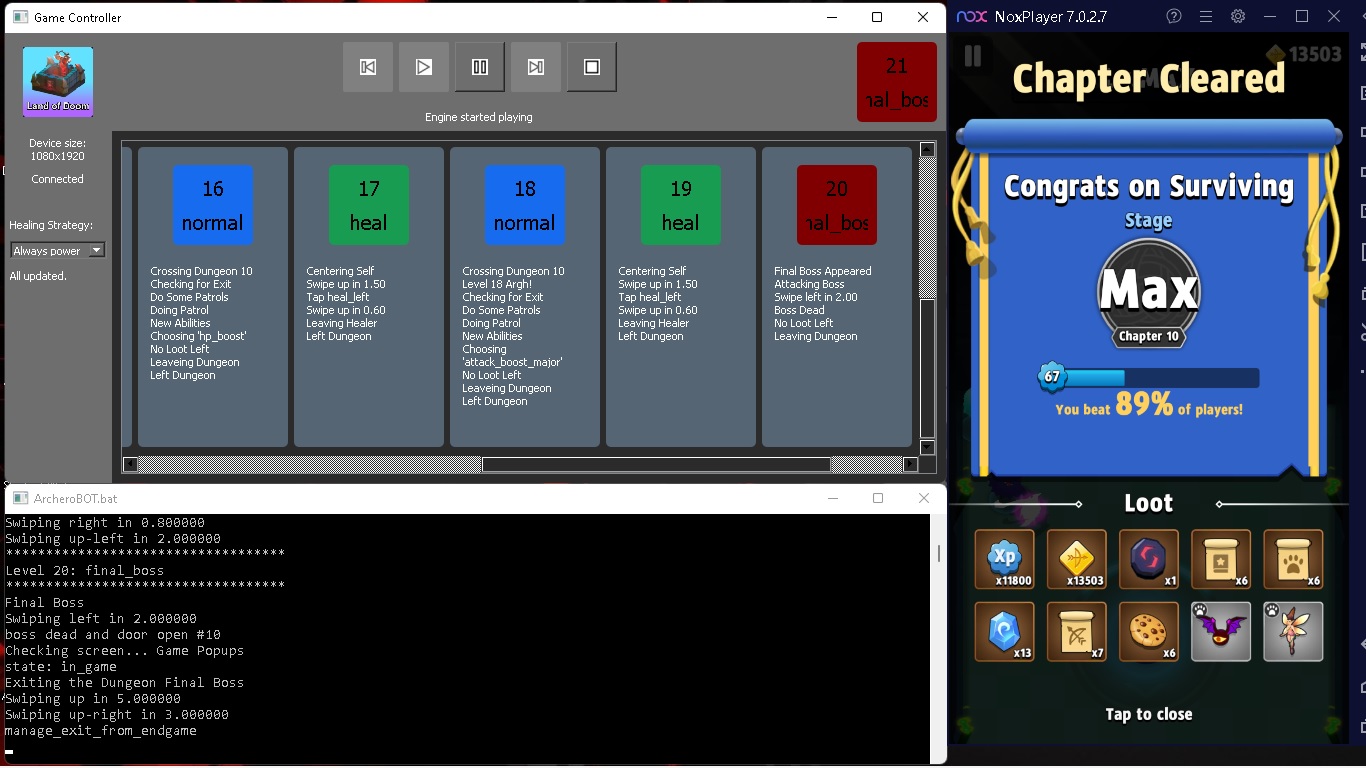 Game Controller
Land of Doom
Device size:
1080x1920
Connected
Healing Strategy:
Always power
All updated.
Engine started playing
21
16
normal
Crossing Dungeon 10
Checking for Exit
Do Some Patrols
Doing Patrol
New Abilities
Choosing 'hp_boost'
No Loot Left
Leaveing Dungeon
Left Dungeon
17
heal
Centering Self
Swipe up in 1.50
Tap heal_left
Swipe up in 0.60
Leaving Healer
Left Dungeon
18
normal
Crossing Dungeon 10
Level 18 Argh!
Checking for Exit
Do Some Patrols
Doing Patrol
New Abilities
Choosing
'attack_boost_major'
No Loot Left
Leaveing Dungeon
Left Dungeon
19
heal
Centering Self
Swipe up in 1.50
Tap heal_left
Swipe up in 0.60
Leaving Healer
Left Dungeon
20
Final Boss Appeared
Attacking Boss
Swipe left in 2.00
Boss Dead
No Loot Left
Leaving Dungeon
ArcheroBOT.bat
Swiping right in 0.800000
Swiping up-left in 2.000000
***********************************
Level 20: final_boss
***********************************
Final Boss
Swiping left in 2.000000
boss dead and door open #10
Checking screen... Game Popups
state: in_game
Exiting the Dungeon Final Boss
Swiping up in 5.000000
Swiping up-right in 3.000000
manage_exit_from_endgame
nox NoxPlayer 7.0.2.7
13503
Chapter Cleared
Congrats on Surviving
Stage
Max
Chapter 10
67
You beat 89% of players!
Loot
Xp
x11800
x13503
x1
x6
x6
x13
x7
x6
Tap to close